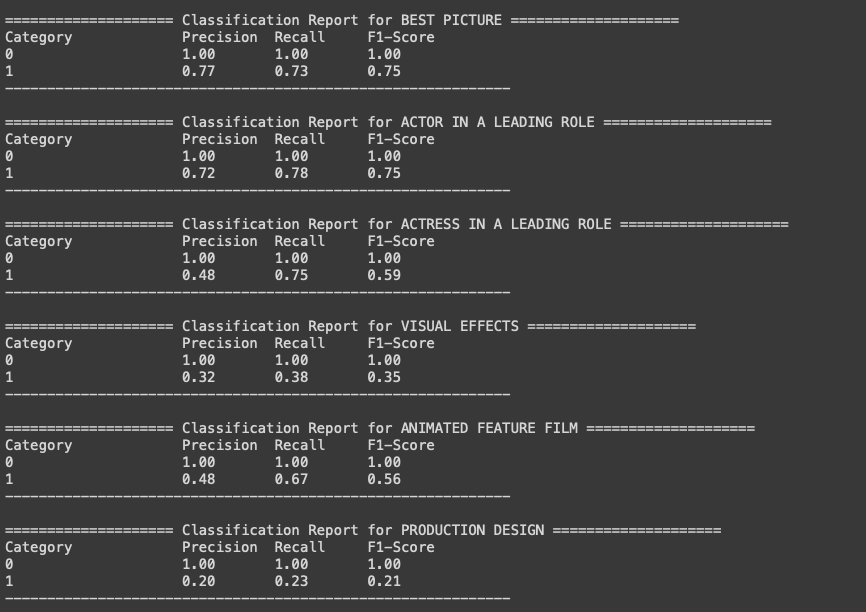 ==================== Classification Report for BEST PICTURE ====================
Category             Precision  Recall     F1-Score
0                    1.00       1.00       1.00
1                    0.77       0.73       0.75
------------------------------------------------------------
==================== Classification Report for ACTOR IN A LEADING ROLE ====================
Category             Precision  Recall     F1-Score
0                    1.00       1.00       1.00
1                    0.72       0.78       0.75
------------------------------------------------------------
==================== Classification Report for ACTRESS IN A LEADING ROLE ====================
Category             Precision  Recall     F1-Score
0                    1.00       1.00       1.00
1                    0.48       0.75       0.59
------------------------------------------------------------
==================== Classification Report for VISUAL EFFECTS ====================
Category             Precision  Recall     F1-Score
0                    1.00       1.00       1.00
1                    0.32       0.38       0.35
------------------------------------------------------------
==================== Classification Report for ANIMATED FEATURE FILM ====================
Category             Precision  Recall     F1-Score
0                    1.00       1.00       1.00
1                    0.48       0.67       0.56
------------------------------------------------------------
==================== Classification Report for PRODUCTION DESIGN ====================
Category             Precision  Recall     F1-Score
0                    1.00       1.00       1.00
1                    0.20       0.23       0.21
------------------------------------------------------------